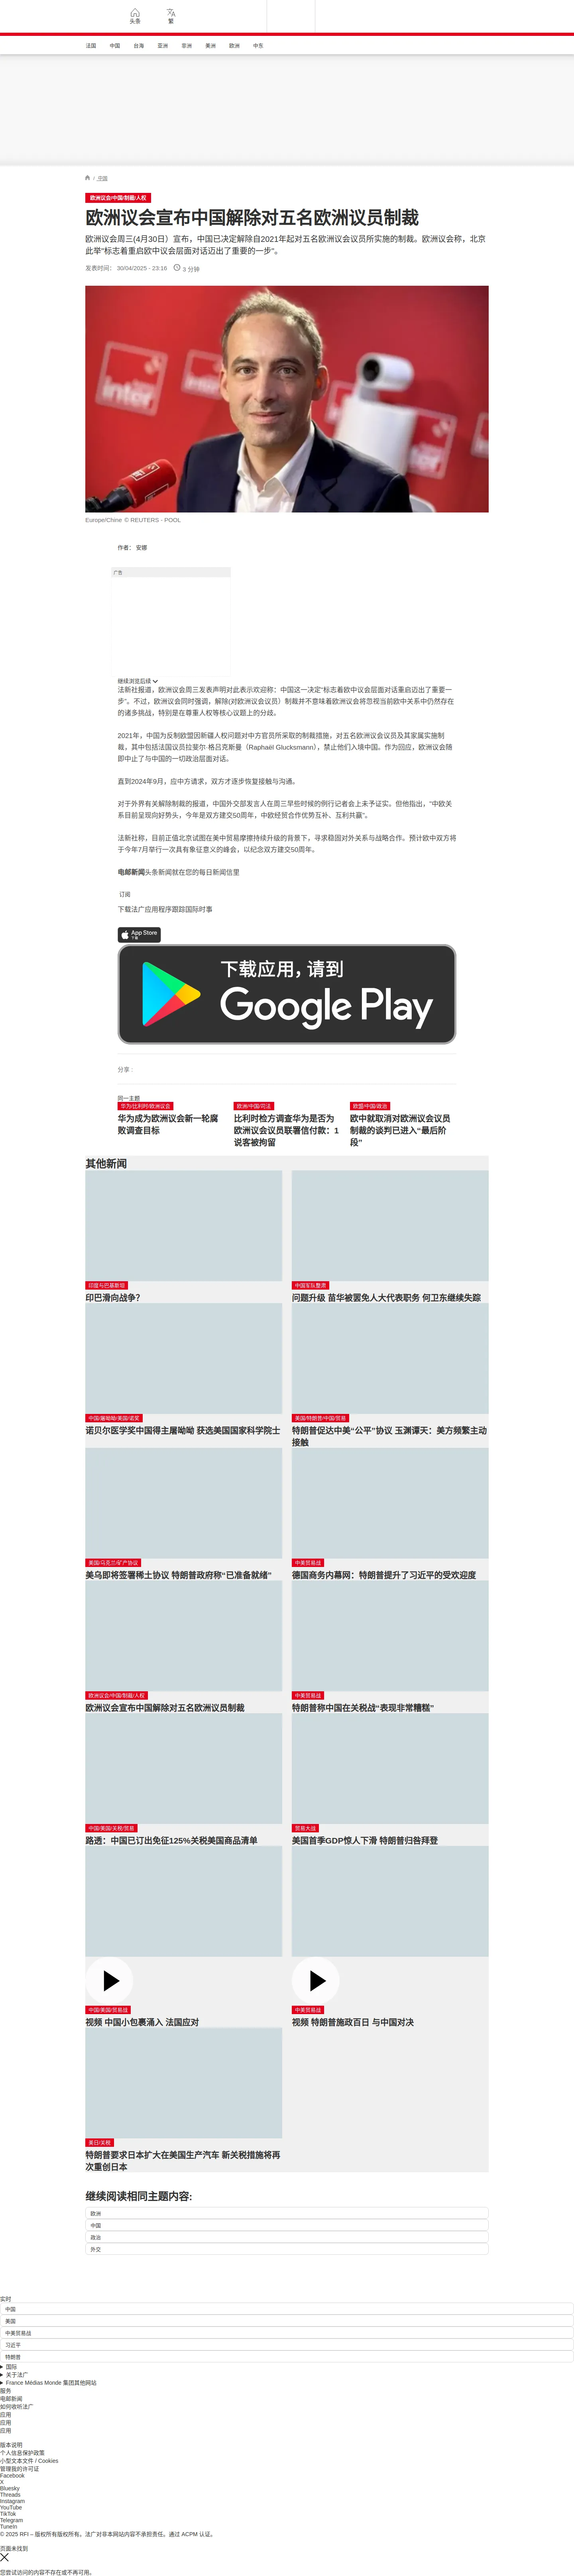 头条
繁
法国
中国
台海
亚洲
非洲
美洲
欧洲
中东
/ 中国
欧洲议会/中国/制裁/人权
欧洲议会宣布中国解除对五名欧洲议员制裁
欧洲议会周三(4月30日）宣布，中国已决定解除自2021年起对五名欧洲议会议员所实施的制裁。欧洲议会称，北京
此举“标志着重启欧中议会层面对话迈出了重要的一步”。
发表时间： 30/04/2025 - 23:16 3 分钟
inter
Europe/Chine © REUTERS - POOL
作者： 安娜
广告
继续浏览后续
法新社报道，欧洲议会周三发表声明对此表示欢迎称：中国这一决定“标志着欧中议会层面对话重启迈出了重要一
步”。不过，欧洲议会同时强调，解除(对欧洲议会议员）制裁并不意味着欧洲议会将忽视当前欧中关系中仍然存在
的诸多挑战，特别是在尊重人权等核心议题上的分歧。
2021年，中国为反制欧盟因新疆人权问题对中方官员所采取的制裁措施，对五名欧洲议会议员及其家属实施制
裁，其中包括法国议员拉斐尔·格吕克斯曼（Raphaël Glucksmann），禁止他们入境中国。作为回应，欧洲议会随
即中止了与中国的一切政治层面对话。
直到2024年9月，应中方请求，双方才逐步恢复接触与沟通。
对于外界有关解除制裁的报道，中国外交部发言人在周三早些时候的例行记者会上未予证实。但他指出，“中欧关
系目前呈现向好势头，今年是双方建交50周年，中欧经贸合作优势互补、互利共赢”。
法新社称，目前正值北京试图在美中贸易摩擦持续升级的背景下，寻求稳固对外关系与战略合作。预计欧中双方将
于今年7月举行一次具有象征意义的峰会，以纪念双方建交50周年。
电邮新闻头条新闻就在您的每日新闻信里
订阅
下载法广应用程序跟踪国际时事
App Store
下载
下载应用，请到
Google Play
分享 :
同一主题
华为/比利时/欧洲议会
华为成为欧洲议会新一轮腐
败调查目标
欧洲/中国/司法
比利时检方调查华为是否为
欧洲议会议员联署信付款：1
说客被拘留
欧盟/中国/政治
欧中就取消对欧洲议会议员
制裁的谈判已进入“最后阶
段”
其他新闻
印度与巴基斯坦
印巴滑向战争？
中国军队整肃
问题升级 苗华被罢免人大代表职务 何卫东继续失踪
中国/屠呦呦/美国/诺奖
诺贝尔医学奖中国得主屠呦呦 获选美国国家科学院士
美国/特朗普/中国/贸易
特朗普促达中美“公平”协议 玉渊谭天：美方频繁主动
接触
美国/乌克兰/矿产协议
美乌即将签署稀土协议 特朗普政府称“已准备就绪”
中美贸易战
德国商务内幕网：特朗普提升了习近平的受欢迎度
欧洲议会/中国/制裁/人权
欧洲议会宣布中国解除对五名欧洲议员制裁
中美贸易战
特朗普称中国在关税战“表现非常糟糕”
中国/美国/关税/贸易
路透：中国已订出免征125%关税美国商品清单
贸易大战
美国首季GDP惊人下滑 特朗普归咎拜登
中国/美国/贸易战
视频 中国小包裹涌入 法国应对
中美贸易战
视频 特朗普施政百日 与中国对决
美日/关税
特朗普要求日本扩大在美国生产汽车 新关税措施将再
次重创日本
继续阅读相同主题内容:
欧洲
中国
政治
外交
实时
中国
美国
中美贸易战
习近平
特朗普
国际
关于法广
France Médias Monde 集团其他网站
服务
电邮新闻
如何收听法广
应用
应用
应用
版本说明
个人信息保护政策
小型文本文件 / Cookies
管理我的许可证
Facebook
X
Bluesky
Threads
Instagram
YouTube
TikTok
Telegram
TuneIn
© 2025 RFI – 版权所有版权所有。法广对非本网站内容不承担责任。通过 ACPM 认证。
页面未找到
您尝试访问的内容不存在或不再可用。